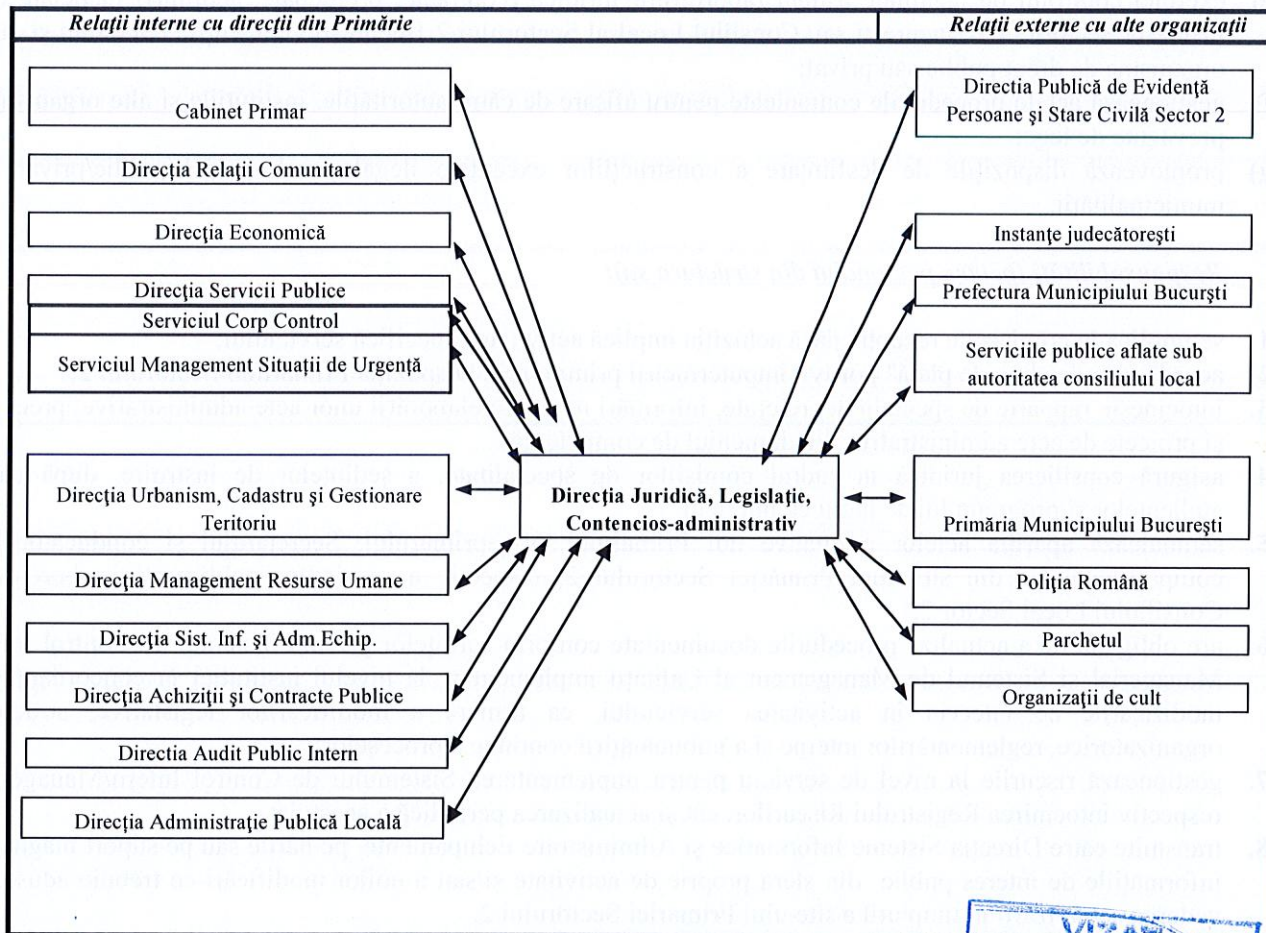 Relații interne cu direcții din Primărie
Relații externe cu alte organizații
Cabinet Primar
Direcția Relații Comunitare
Direcția Economică
Direcția Servicii Publice
Serviciul Corp Control
Serviciul Management Situații de Urgență
Direcția Urbanism, Cadastru și Gestionare
Teritoriu
Direcția Management Resurse Umane
Direcția Sist. Inf. și Adm.Echip.
Direcția Achiziții și Contracte Publice
Directia Audit Public Intern
Direcția Administrație Publică Locală
Direcția Juridică, Legislație,
Contencios-administrativ
Directia Publică de Evidență
Persoane și Stare Civilă Sector 2
Instanțe judecătorești
Prefectura Municipiului Bucurști
Serviciile publice aflate sub
autoritatea consiliului local
Primăria Municipiului București
Poliția Română
Parchetul
Organizații de cult